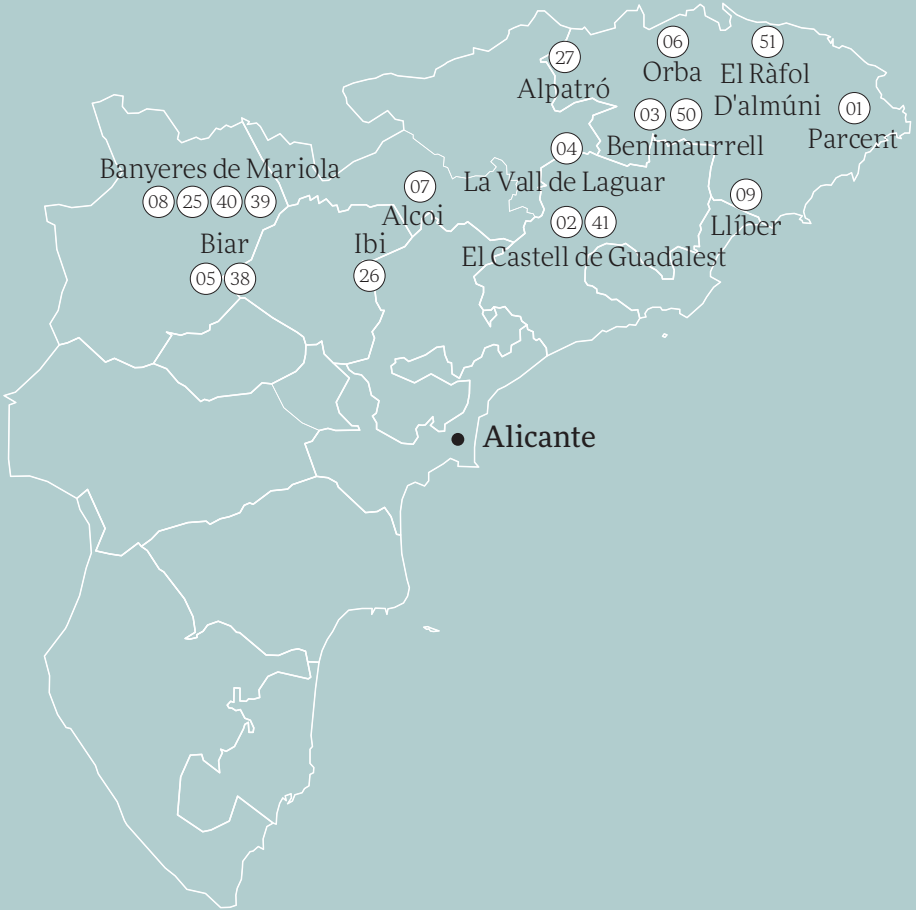 06
51
27
Orba
El Ràfol
D'almúni
Alpatró
01
Parcent
03 50
Benimaurrell
04
La Vall de Laguar
Banyeres de Mariola
08 25 40 39
07
Alcoi
09
Llíber
02 41
El Castell de Guadalest
Biar
05 38
Ibi
26
Alicante